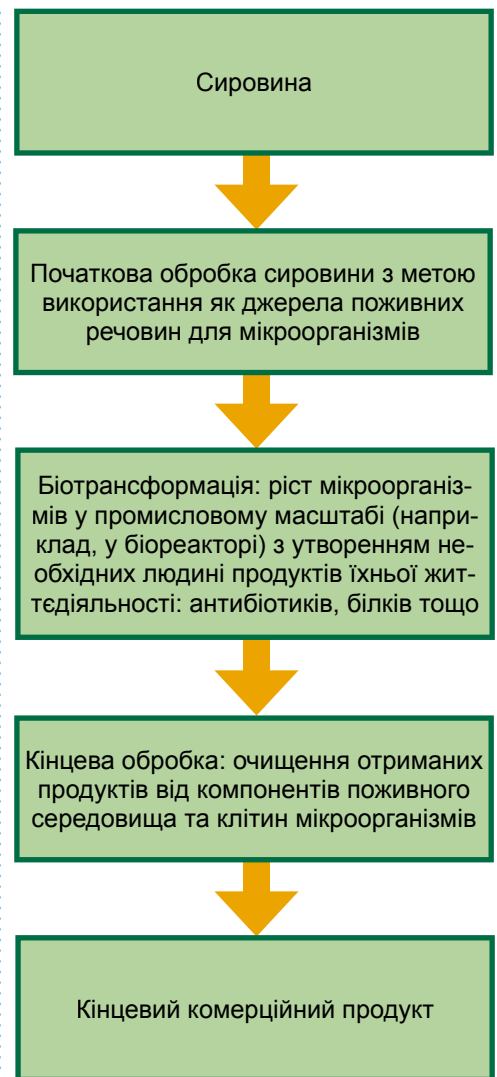 Сировина
Початкова обробка сировини з метою
використання як джерела поживних
речовин для мікроорганізмів
Біотрансформація: ріст мікроорганіз-
мів у промисловому масштабі (напри-
клад, у біореакторі) з утворенням не-
обхідних людині продуктів їхньої жит-
тєдіяльності: антибіотиків, білків тощо
Кінцева обробка: очищення отриманих
продуктів від компонентів поживного
середовища та клітин мікроорганізмів
Кінцевий комерційний продукт